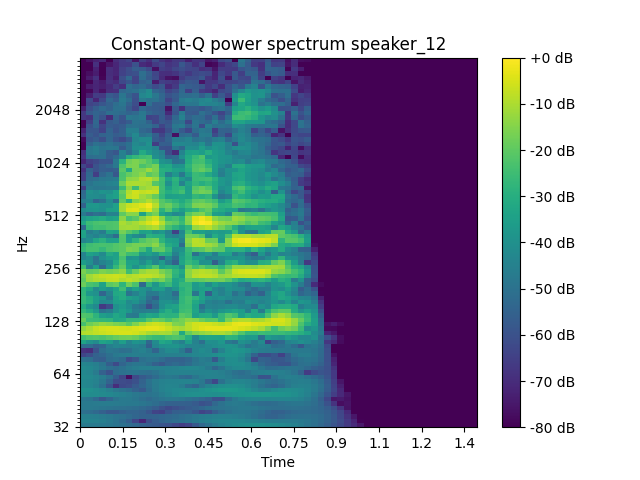 Constant-Q power spectrum speaker_12
Hz
2048
1024
512
256
128
64
32
0 0.15 0.3 0.45 0.6 0.75 0.9 1.1 1.2 1.4
Time
+0 dB
-10 dB
-20 dB
-30 dB
-40 dB
-50 dB
-60 dB
-70 dB
-80 dB